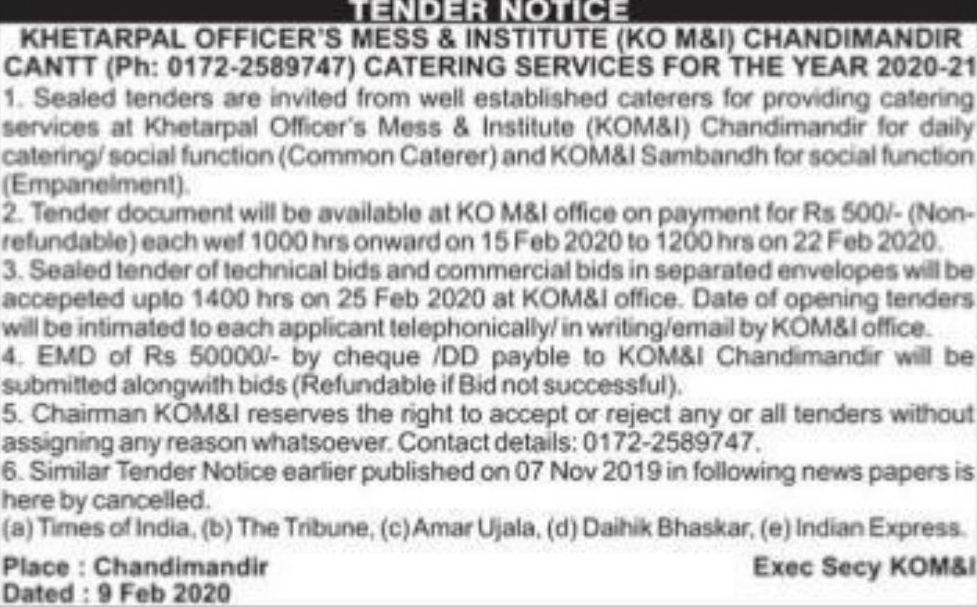 TENDER NOTICE
KHETARPAL OFFICER'S MESS & INSTITUTE (KO M&I) CHANDIMANDIR
CANTT (Ph: 0172-2589747) CATERING SERVICES FOR THE YEAR 2020-21
1. Sealed tenders are invited from well established caterers for providing catering
services at Khetarpal Officer's Mess & Institute (KOM&I) Chandimandir for daily
catering/ social function (Common Caterer) and KOM&I Sambandh for social function
(Empanelment).
2. Tender document will be available at KO M&I office on payment for Rs 500/- (Non-
refundable) each wef 1000 hrs onward on 15 Feb 2020 to 1200 hrs on 22 Feb 2020.
3. Sealed tender of technical bids and commercial bids in separated envelopes will be
accepeted upto 1400 hrs on 25 Feb 2020 at KOM&I office. Date of opening tenders
will be intimated to each applicant telephonically/ in writing/email by KOM&I office.
4. EMD of Rs 50000/- by cheque /DD payble to KOM&I Chandimandir will be
submitted alongwith bids (Refundable if Bid not successful).
5. Chairman KOM&I reserves the right to accept or reject any or all tenders without
assigning any reason whatsoever. Contact details: 0172-2589747.
6. Similar Tender Notice earlier published on 07 Nov 2019 in following news papers is
here by cancelled.
(a) Times of India, (b) The Tribune, (c) Amar Ujala, (d) Daihik Bhaskar, (e) Indian Express.
Place : Chandimandir Exec Secy KOM&I
Dated : 9 Feb 2020